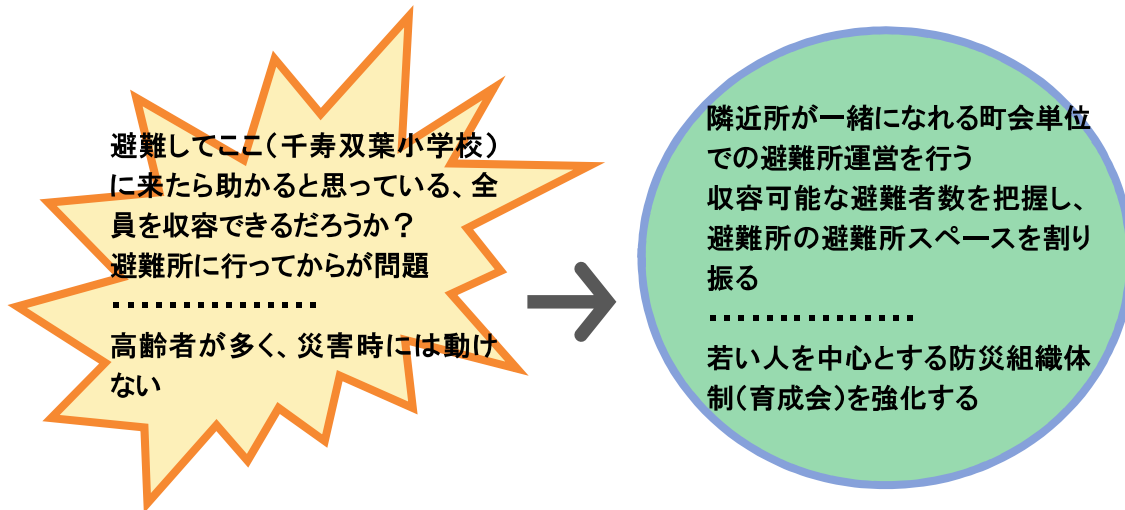 避難してここ(千寿双葉小学校)
に来たら助かると思っている、全
員を収容できるだろうか?
避難所に行ってからが問題
・・・・・・・・・・・・・・・
高齢者が多く、災害時には動け
ない
隣近所が一緒になれる町会単位
での避難所運営を行う
収容可能な避難者数を把握し、
避難所の避難所スペースを割り
振る
・・・・・・・・・・・・・・・
若い人を中心とする防災組織体
制(育成会)を強化する